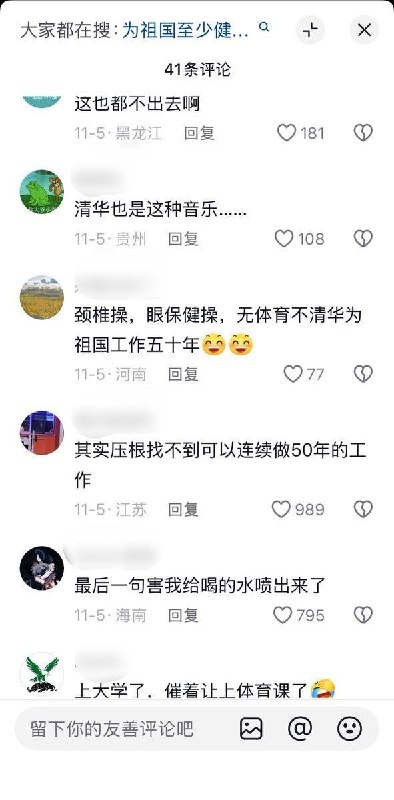 大家都在搜:为祖国至少健...
41条评论
这也都不出去啊
11-5·黑龙江 回复 181
清华也是这种音乐……
11-5·贵州 回复 108
颈椎操，眼保健操，无体育不清华为
祖国工作五十年😄😄
11-5·河南 回复 77
其实压根找不到可以连续做50年的工
作
11-5·江苏 回复 989
最后一句害我给喝的水喷出来了
11-5·海南 回复 795
上大学了，催着让上体育课了🤣
留下你的友善评论吧 @